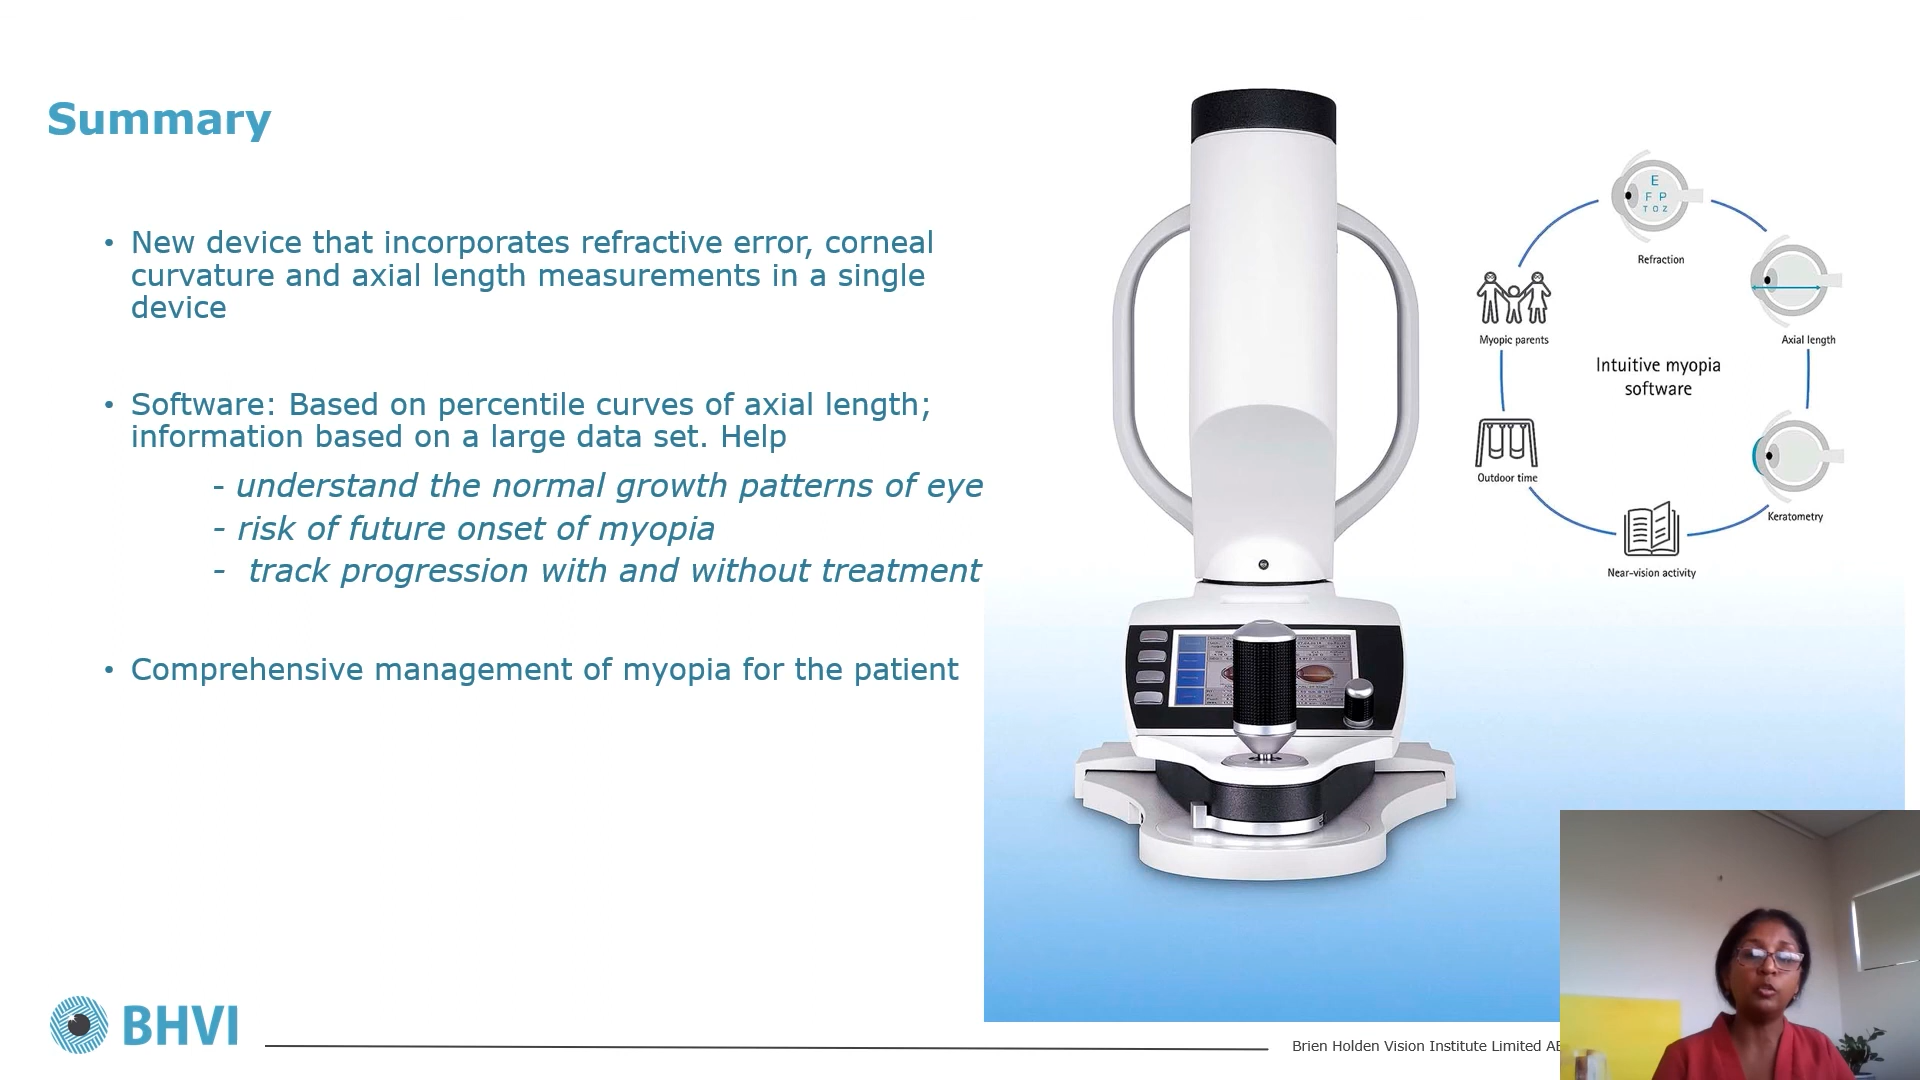 Summary
• New device that incorporates refractive error, corneal
curvature and axial length measurements in a single
device
• Software: Based on percentile curves of axial length;
information based on a large data set. Help
- understand the normal growth patterns of eye
- risk of future onset of myopia
- track progression with and without treatment
• Comprehensive management of myopia for the patient
E
F P
T O Z
Refraction
Axial length
Keratometry
Near-vision activity
Outdoor time
Myopic parents
Intuitive myopia
software
BHVI
Brien Holden Vision Institute Limited